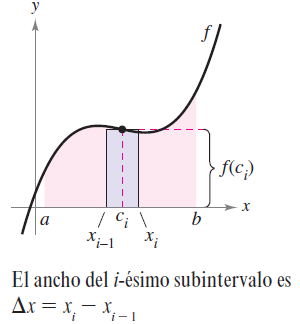 y
f
f(c_i)
x
a
c_i
b
x_{i–1}
x_i
El ancho del i-ésimo subintervalo es
Δx = x_i – x_{i–1}